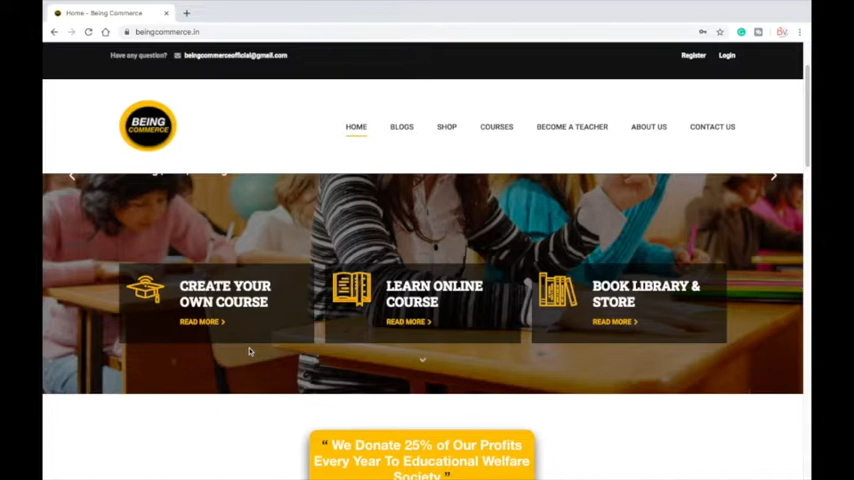 Home - Being Commerce
beingcommerce.in
Have any question? beingcommerceofficial@gmail.com
Register Login
BEING
COMMERCE
HOME BLOGS SHOP COURSES BECOME A TEACHER ABOUT US CONTACT US
CREATE YOUR
OWN COURSE
READ MORE
LEARN ONLINE
COURSE
READ MORE
BOOK LIBRARY &
STORE
READ MORE
“ We Donate 25% of Our Profits
Every Year To Educational Welfare
Society ”